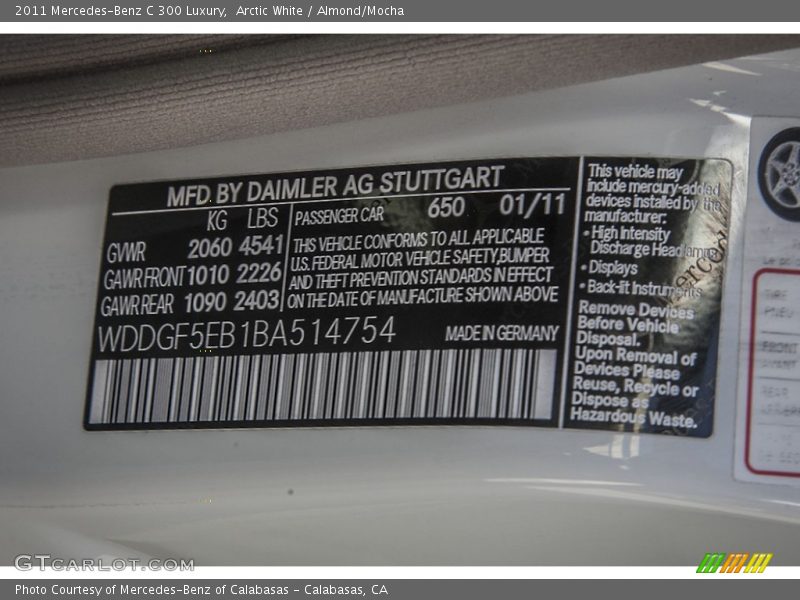 2011 Mercedes-Benz C 300 Luxury, Arctic White / Almond/Mocha
MFD BY DAIMLER AG STUTTGART
KG LBS
GVWR 2060 4541
GAWR FRONT 1010 2226
GAWR REAR 1090 2403
PASSENGER CAR 650 01/11
THIS VEHICLE CONFORMS TO ALL APPLICABLE
U.S. FEDERAL MOTOR VEHICLE SAFETY,BUMPER
AND THEFT PREVENTION STANDARDS IN EFFECT
ON THE DATE OF MANUFACTURE SHOWN ABOVE
WDDGF5EB1BA514754
MADE IN GERMANY
This vehicle may
include mercury-added
devices installed by the
manufacturer:
• High Intensity
Discharge Headlamps
• Displays
• Back-lit Instruments
Remove Devices
Before Vehicle
Disposal.
Upon Removal of
Devices Please
Reuse, Recycle or
Dispose as
Hazardous Waste.
GTCARLOT.COM
Photo Courtesy of Mercedes-Benz of Calabasas - Calabasas, CA